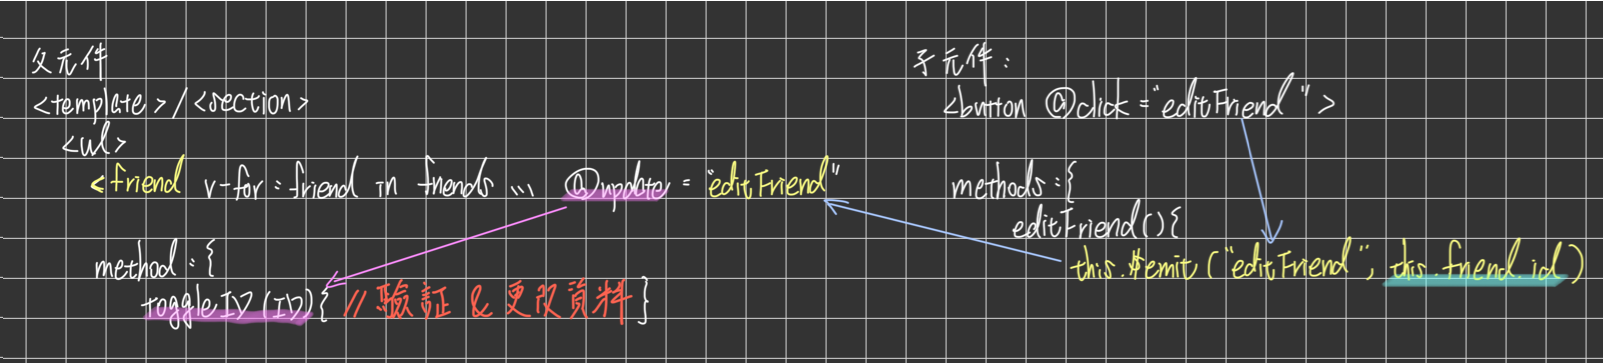 父元件
<template>/<section>
<ul>
<friend v-for: friend in friends ... @update = "editFriend"
method:{
toggleID(ID){ //驗証 & 更改資料}
子元件:
<button @click="editFriend">
methods:{
editFriend(){
this.$emit("editFriend", this.friend.id)